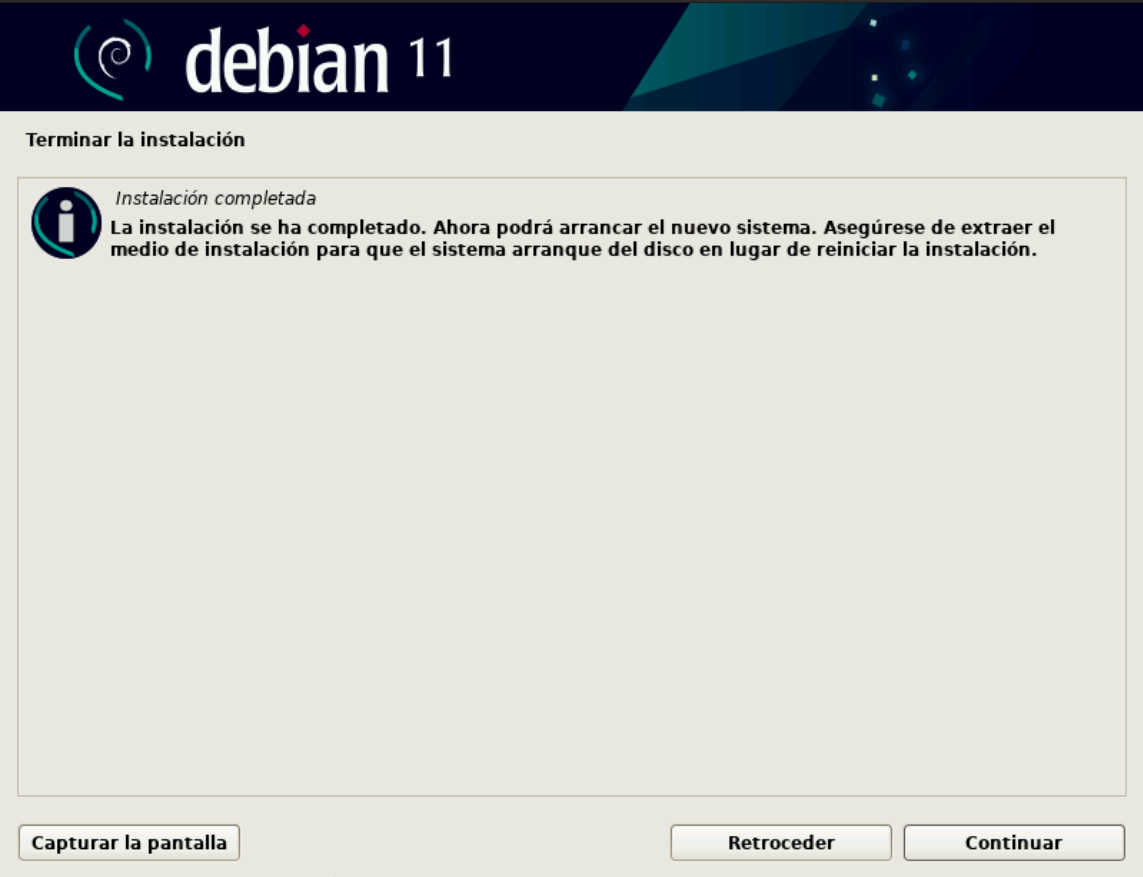 debian 11
Terminar la instalación
Instalación completada
La instalación se ha completado. Ahora podrá arrancar el nuevo sistema. Asegúrese de extraer el
medio de instalación para que el sistema arranque del disco en lugar de reiniciar la instalación.
Capturar la pantalla
Retroceder
Continuar